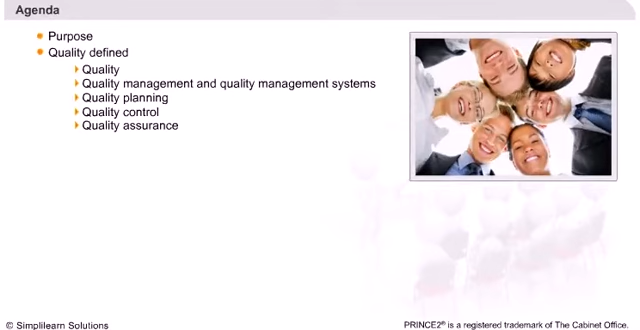 Agenda
Purpose
Quality defined
Quality
Quality management and quality management systems
Quality planning
Quality control
Quality assurance
© Simplilearn Solutions
PRINCE2® is a registered trademark of The Cabinet Office.